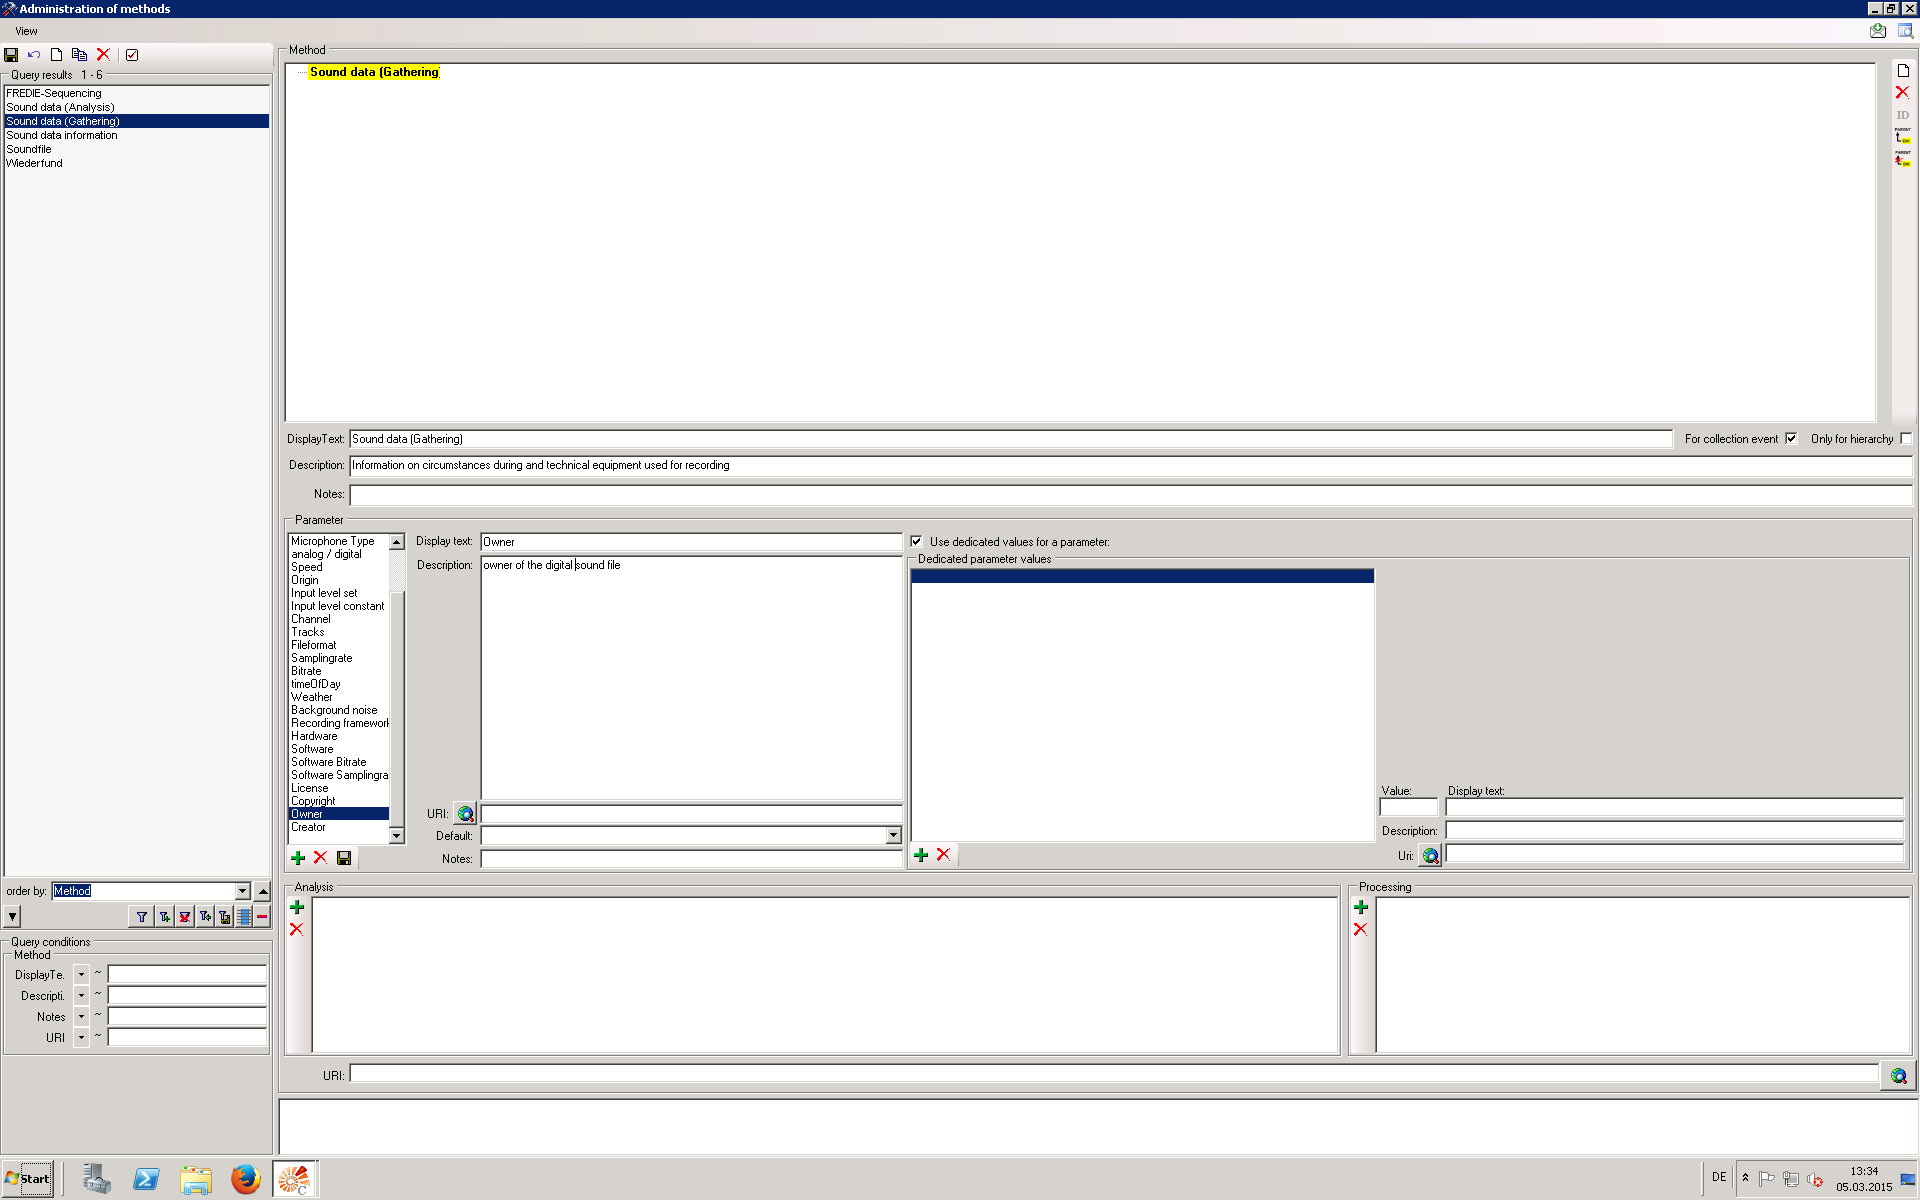 Administration of methods
View
Query results 1 - 6
FREDIE-Sequencing
Sound data (Analysis)
Sound data (Gathering)
Sound data information
Soundfile
Wiederfund
order by: Method
Query conditions
Method
DisplayTe. ~
Descripti. ~
Notes ~
URI ~
Method
Sound data (Gathering
ID
PARENT
PARENT
DisplayText: Sound data (Gathering)
For collection event
Only for hierarchy
Description: Information on circumstances during and technical equipment used for recording
Notes:
Parameter
Microphone Type
analog / digital
Speed
Origin
Input level set
Input level constant
Channel
Tracks
Fileformat
Samplingrate
Bitrate
timeOfDay
Weather
Background noise
Recording framework
Hardware
Software
Software Bitrate
Software Samplingra
License
Copyright
Owner
Creator
Display text: Owner
Description: owner of the digital sound file
URI:
Default:
Notes:
Use dedicated values for a parameter:
Dedicated parameter values
Value:
Display text:
Description:
Uri:
Analysis
Processing
URI:
Start
C
DE
13:34
05.03.2015